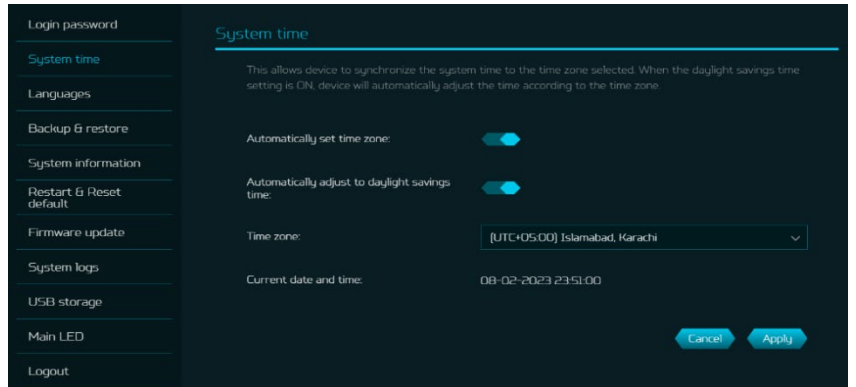 Login password
System time
Languages
Backup & restore
System information
Restart & Reset
default
Firmware update
System logs
USB storage
Main LED
Logout
System time
This allows device to synchronize the system time to the time zone selected. When the daylight savings time
setting is ON, device will automatically adjust the time according to the time zone.
Automatically set time zone:
Automatically adjust to daylight savings
time:
Time zone:
(UTC+05:00) Islamabad, Karachi
Current date and time:
08-02-2023 23:51:00
Cancel
Apply